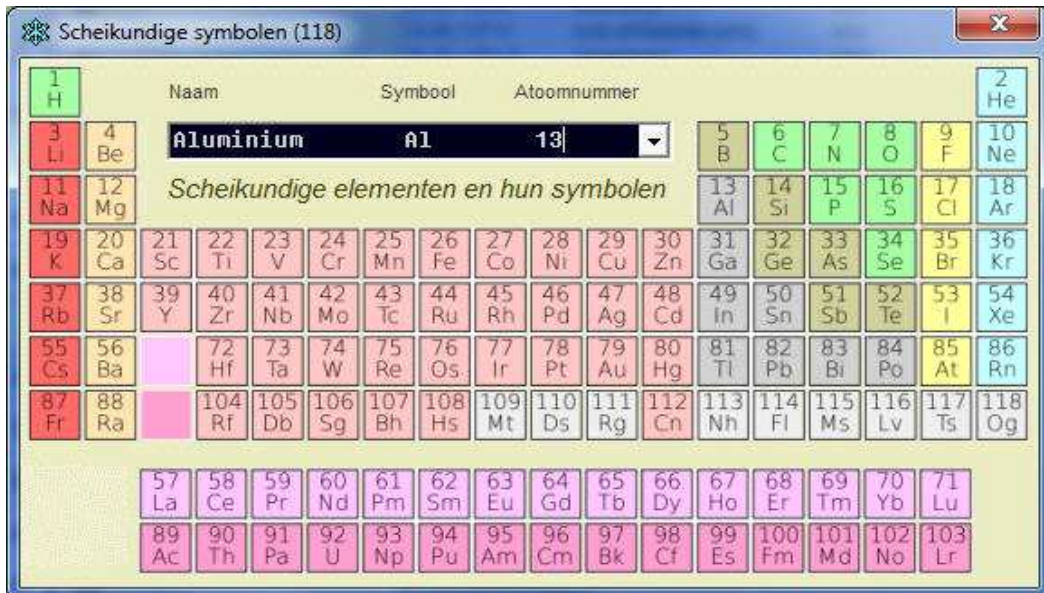 Scheikundige symbolen (118)
1 2
H Naam Symbool Atoomnummer He
3 4 Aluminium Al 13 5 6 7 8 9 10
Li Be B C N O F Ne
11 12 Scheikundige elementen en hun symbolen 13 14 15 16 17 18
Na Mg Al Si P S Cl Ar
19 20 21 22 23 24 25 26 27 28 29 30 31 32 33 34 35 36
K Ca Sc Ti V Cr Mn Fe Co Ni Cu Zn Ga Ge As Se Br Kr
37 38 39 40 41 42 43 44 45 46 47 48 49 50 51 52 53 54
Rb Sr Y Zr Nb Mo Tc Ru Rh Pd Ag Cd In Sn Sb Te I Xe
55 56 72 73 74 75 76 77 78 79 80 81 82 83 84 85 86
Cs Ba Hf Ta W Re Os Ir Pt Au Hg Tl Pb Bi Po At Rn
87 88 104 105 106 107 108 109 110 111 112 113 114 115 116 117 118
Fr Ra Rf Db Sg Bh Hs Mt Ds Rg Cn Nh Fl Ms Lv Ts Og
57 58 59 60 61 62 63 64 65 66 67 68 69 70 71
La Ce Pr Nd Pm Sm Eu Gd Tb Dy Ho Er Tm Yb Lu
89 90 91 92 93 94 95 96 97 98 99 100 101 102 103
Ac Th Pa U Np Pu Am Cm Bk Cf Es Fm Md No Lr